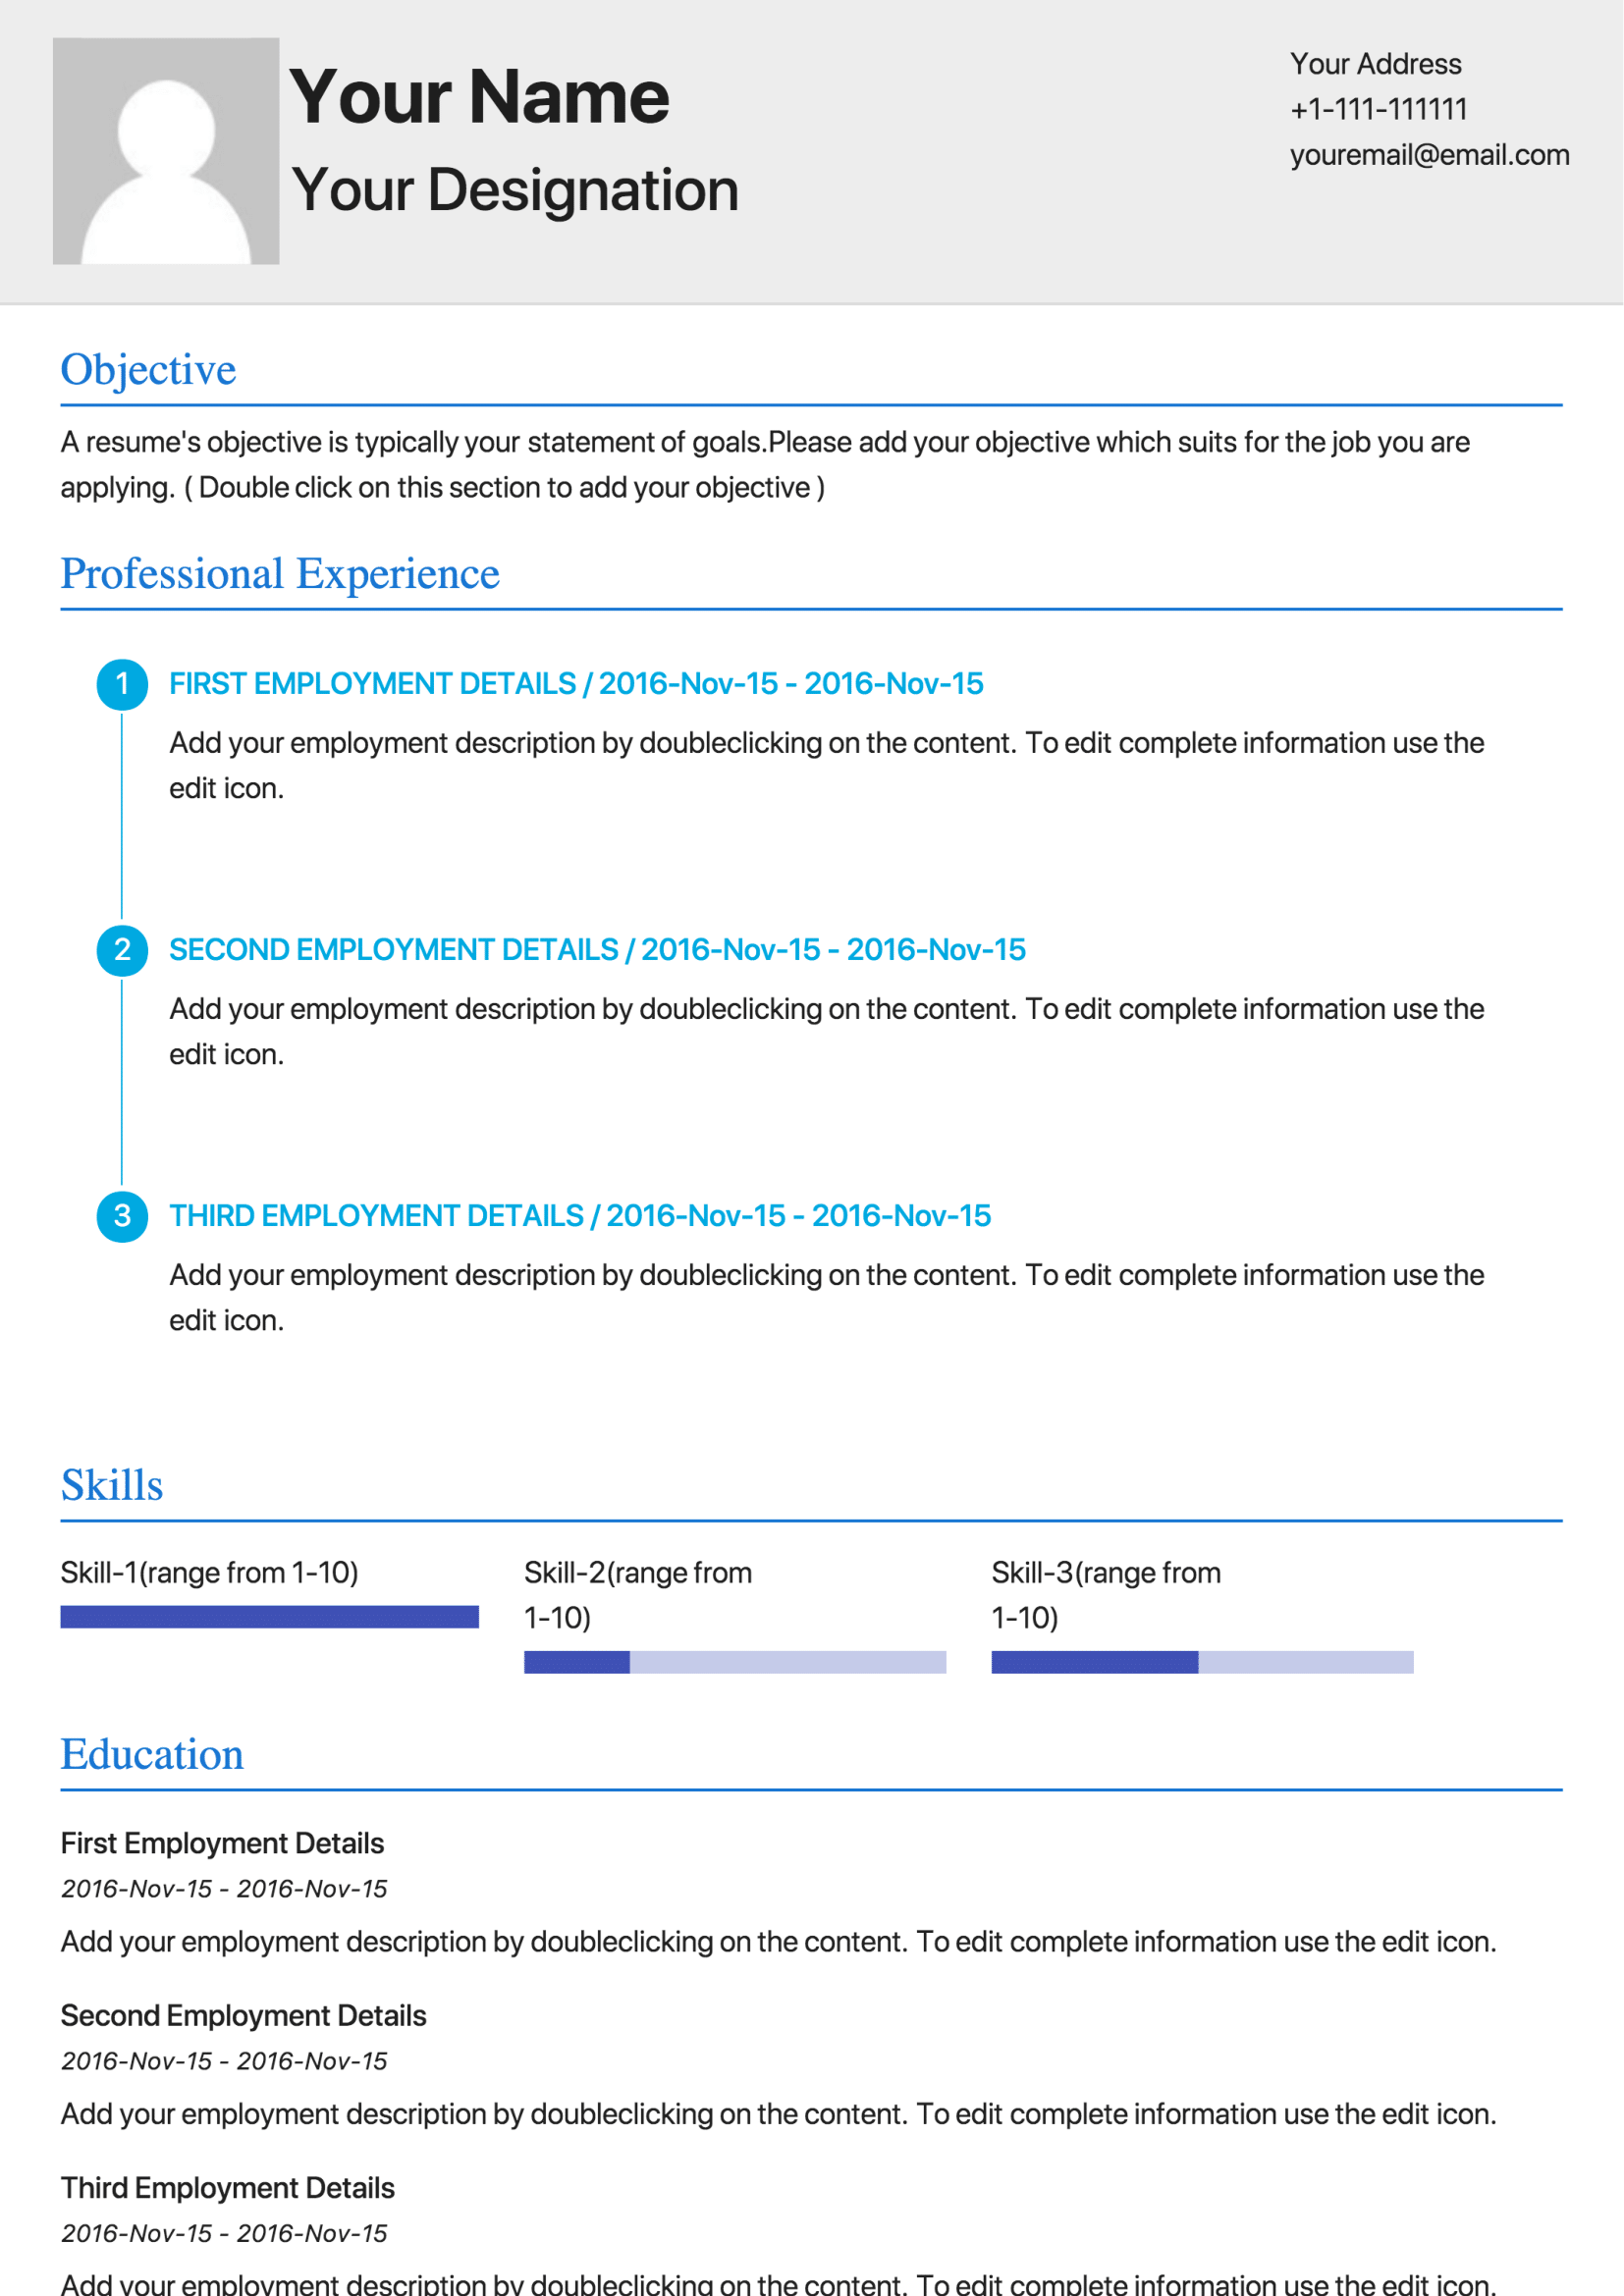 Your Name
Your Designation
Your Address
+1-111-111111
youremail@email.com
Objective
A resume's objective is typically your statement of goals.Please add your objective which suits for the job you are
applying. ( Double click on this section to add your objective )
Professional Experience
1 FIRST EMPLOYMENT DETAILS / 2016-Nov-15 - 2016-Nov-15
Add your employment description by doubleclicking on the content. To edit complete information use the
edit icon.
2 SECOND EMPLOYMENT DETAILS / 2016-Nov-15 - 2016-Nov-15
Add your employment description by doubleclicking on the content. To edit complete information use the
edit icon.
3 THIRD EMPLOYMENT DETAILS / 2016-Nov-15 - 2016-Nov-15
Add your employment description by doubleclicking on the content. To edit complete information use the
edit icon.
Skills
Skill-1(range from 1-10)
Skill-2(range from
1-10)
Skill-3(range from
1-10)
Education
First Employment Details
2016-Nov-15 - 2016-Nov-15
Add your employment description by doubleclicking on the content. To edit complete information use the edit icon.
Second Employment Details
2016-Nov-15 - 2016-Nov-15
Add your employment description by doubleclicking on the content. To edit complete information use the edit icon.
Third Employment Details
2016-Nov-15 - 2016-Nov-15
Add your employment description by doubleclicking on the content. To edit complete information use the edit icon.